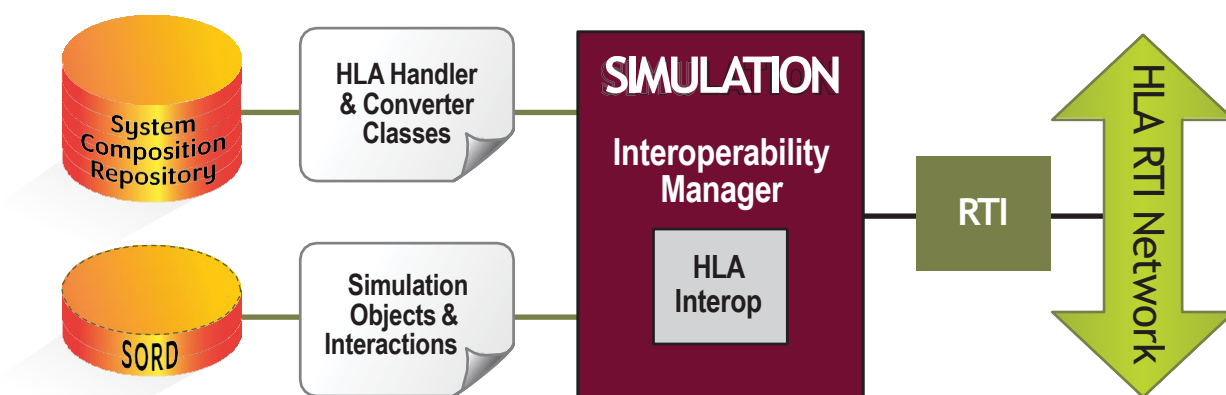 System
Composition
Repository
HLA Handler
& Converter
Classes
SORD
Simulation
Objects &
Interactions
SIMULATION
Interoperability
Manager
HLA
Interop
RTI
HLA RTI Network